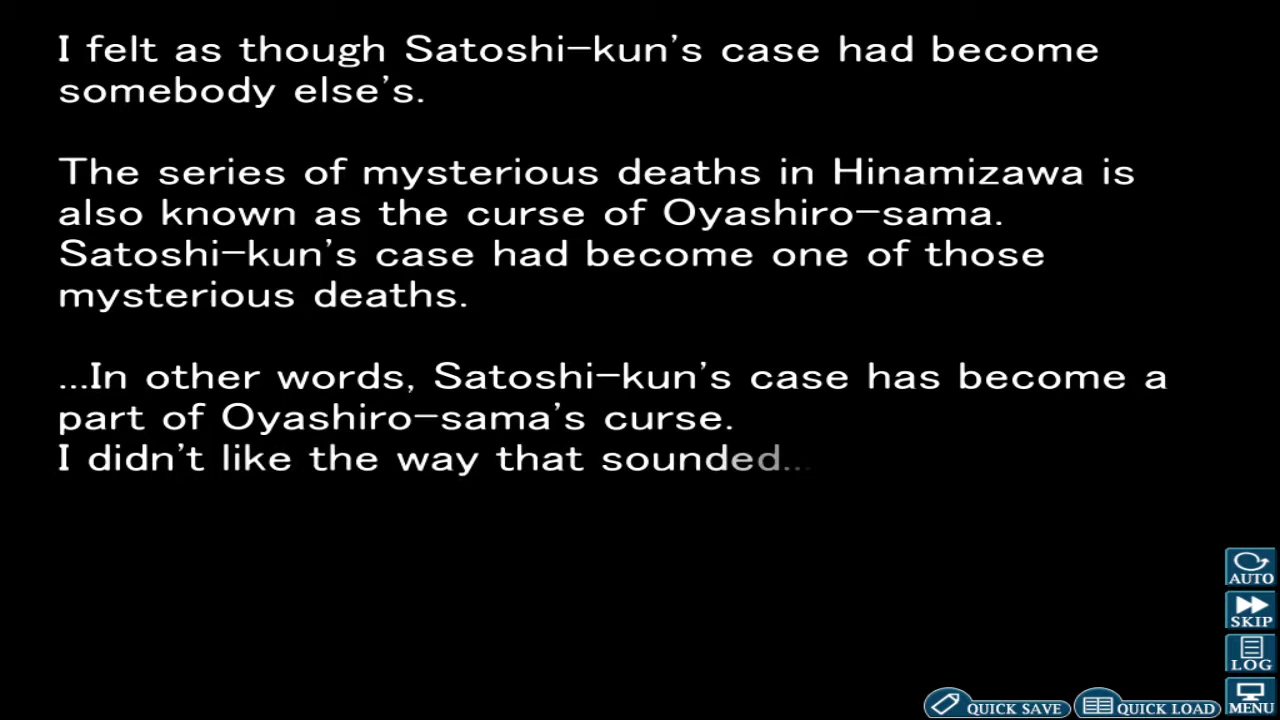 I felt as though Satoshi-kun's case had become
somebody else's.
The series of mysterious deaths in Hinamizawa is
also known as the curse of Oyashiro-sama.
Satoshi-kun's case had become one of those
mysterious deaths.
...In other words, Satoshi-kun's case has become a
part of Oyashiro-sama's curse.
I didn't like the way that sounded...
AUTO
SKIP
LOG
QUICK SAVE
QUICK LOAD
MENU